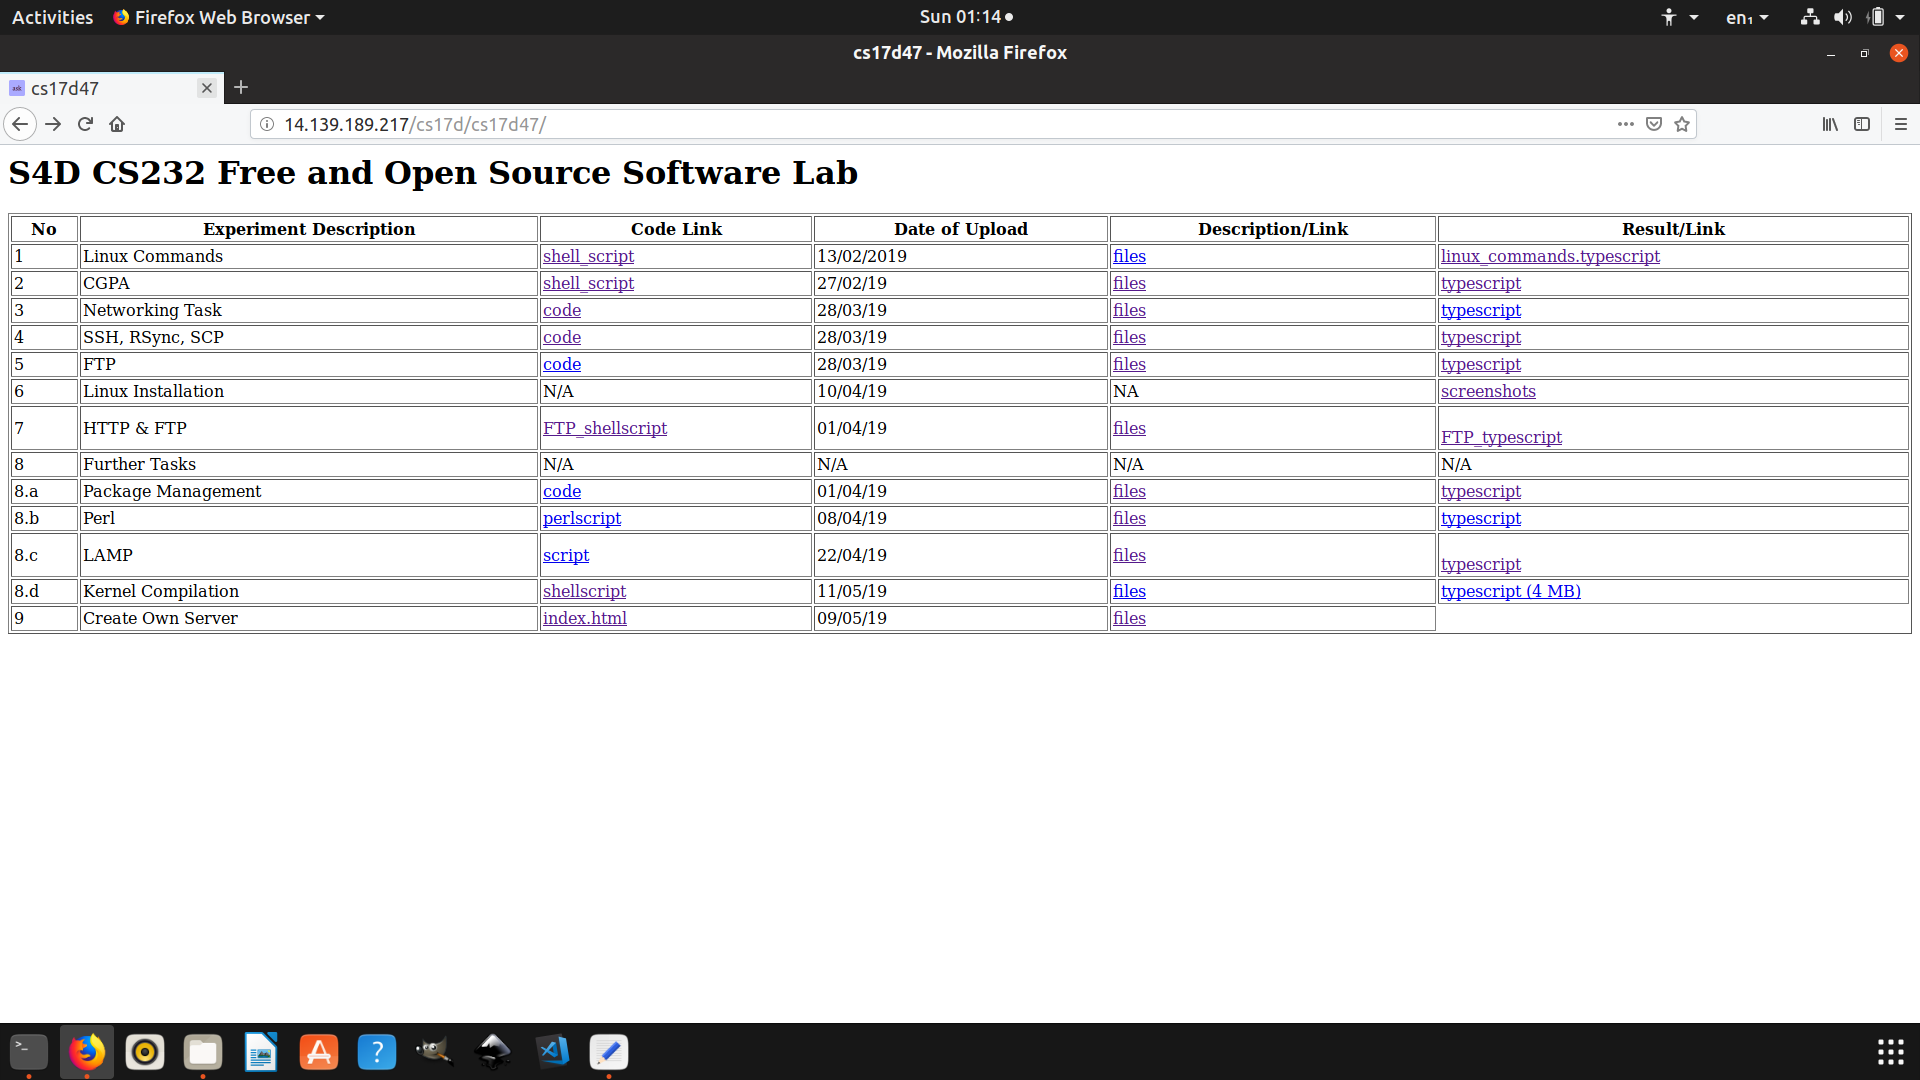 Activities Firefox Web Browser Sun 01:14 en₁
cs17d47 - Mozilla Firefox
cs17d47
14.139.189.217/cs17d/cs17d47/
S4D CS232 Free and Open Source Software Lab
No Experiment Description Code Link Date of Upload Description/Link Result/Link
1 Linux Commands shell_script 13/02/2019 files linux_commands.typescript
2 CGPA shell_script 27/02/19 files typescript
3 Networking Task code 28/03/19 files typescript
4 SSH, RSync, SCP code 28/03/19 files typescript
5 FTP code 28/03/19 files typescript
6 Linux Installation N/A 10/04/19 NA screenshots
7 HTTP & FTP FTP_shellscript 01/04/19 files FTP_typescript
8 Further Tasks N/A N/A N/A N/A
8.a Package Management code 01/04/19 files typescript
8.b Perl perlscript 08/04/19 files typescript
8.c LAMP script 22/04/19 files typescript
8.d Kernel Compilation shellscript 11/05/19 files typescript (4 MB)
9 Create Own Server index.html 09/05/19 files